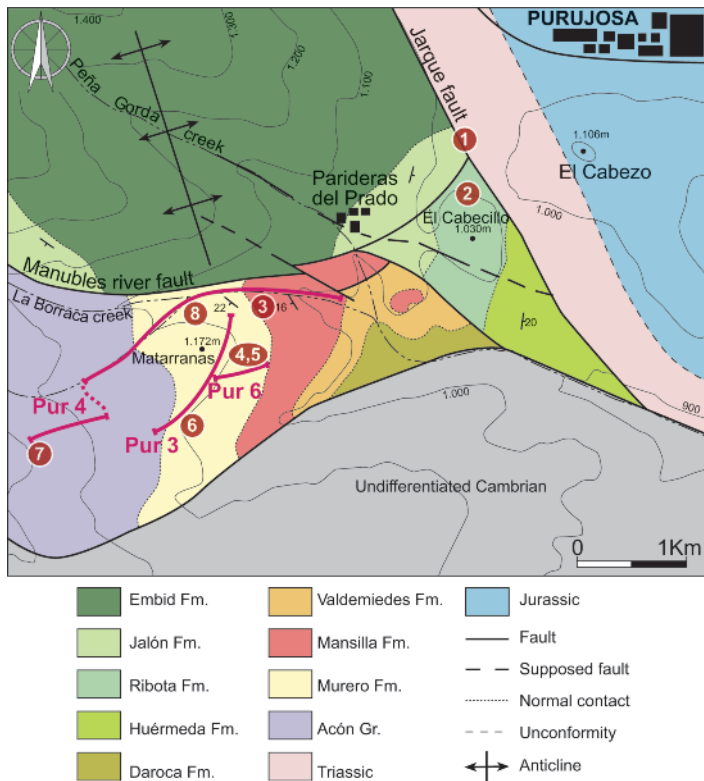 1.400
1.300
PURUJOSA
1.200
Peña
Gorda
creek
1.100
Jarque fault
1
1.106m
El Cabezo
Parideras
del Prado
2
El Cabecillo
1.030m
1.000
Manubles river fault
La Borraca creek
8
22
3
16
20
Matarranas
1.172m
4,5
Pur 4
Pur 6
Pur 3
6
7
1.000
900
Undifferentiated Cambrian
0
1Km
Embid Fm.
Valdemiedes Fm.
Jurassic
Jalón Fm.
Mansilla Fm.
Fault
Supposed fault
Ribota Fm.
Murero Fm.
Normal contact
Huérmeda Fm.
Acón Gr.
Unconformity
Daroca Fm.
Triassic
Anticline